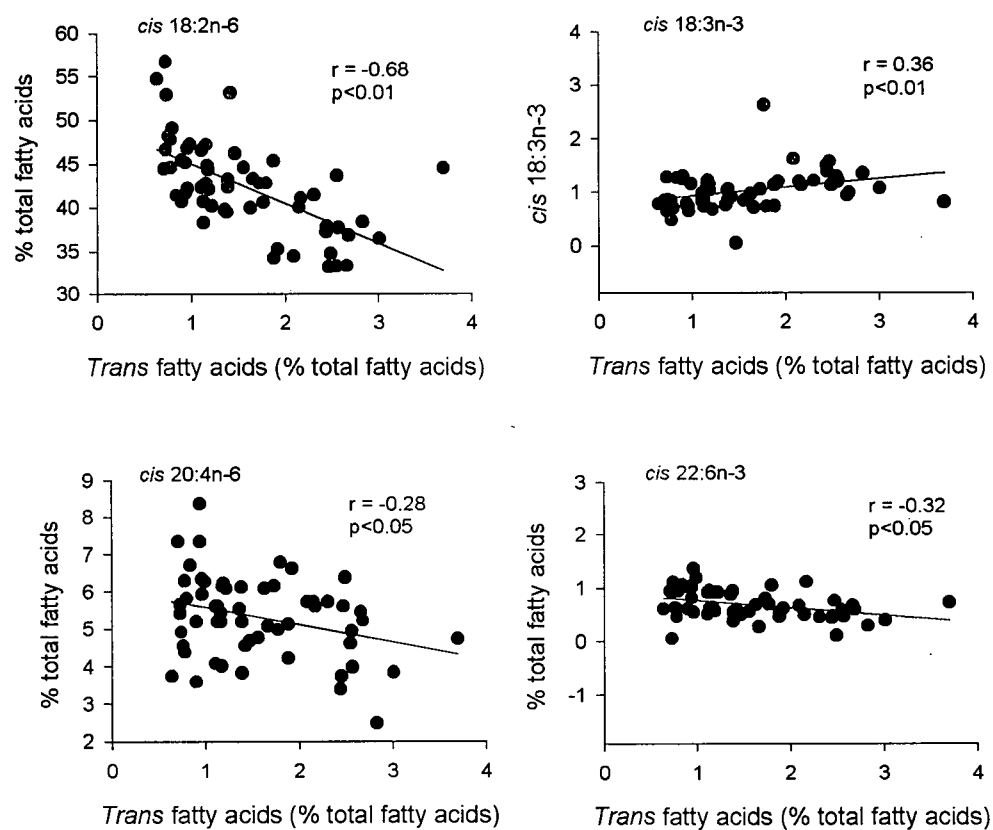 cis 18:2n-6
r = -0.68
p<0.01
% total fatty acids
60
55
50
45
40
35
30
0 1 2 3 4
Trans fatty acids (% total fatty acids)
cis 18:3n-3
r = 0.36
p<0.01
cis 18:3n-3
4
3
2
1
0
0 1 2 3 4
Trans fatty acids (% total fatty acids)
cis 20:4n-6
r = -0.28
p<0.05
% total fatty acids
9
8
7
6
5
4
3
2
0 1 2 3 4
Trans fatty acids (% total fatty acids)
cis 22:6n-3
r = -0.32
p<0.05
% total fatty acids
3
2
1
0
-1
0 1 2 3 4
Trans fatty acids (% total fatty acids)